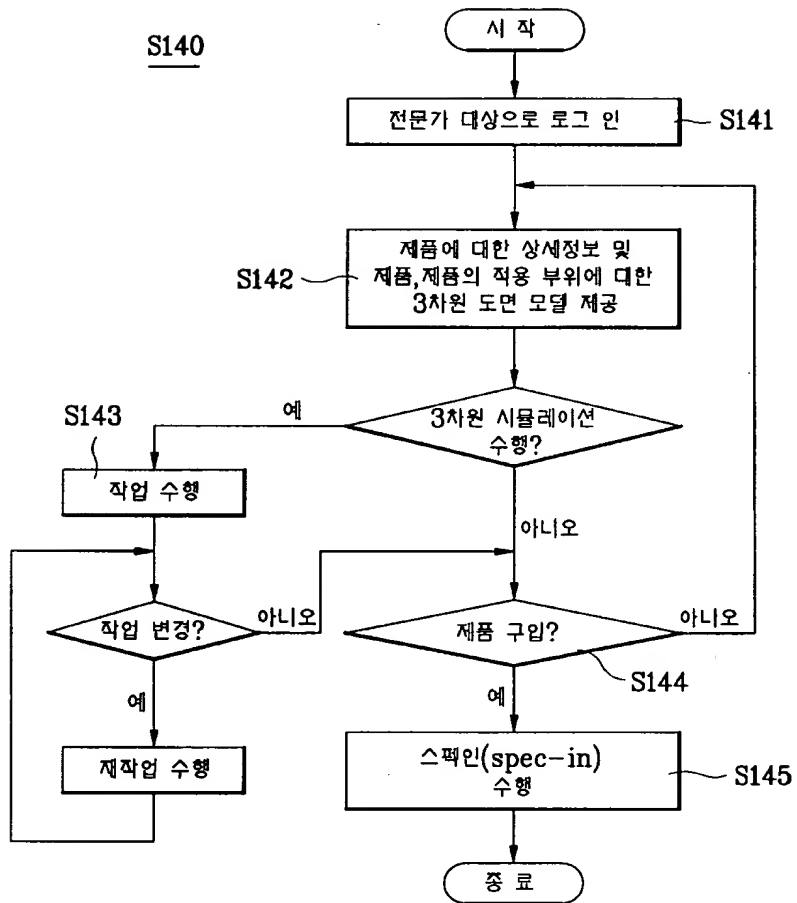 S140
시 작
전문가 대상으로 로그 인
S141
제품에 대한 상세정보 및
제품,제품의 적용 부위에 대한
3차원 도면 모델 제공
S142
3차원 시뮬레이션
수행?
예
S143
작업 수행
아니오
작업 변경?
아니오
제품 구입?
아니오
S144
예
예
재작업 수행
스펙인(spec-in)
수행
S145
종 료